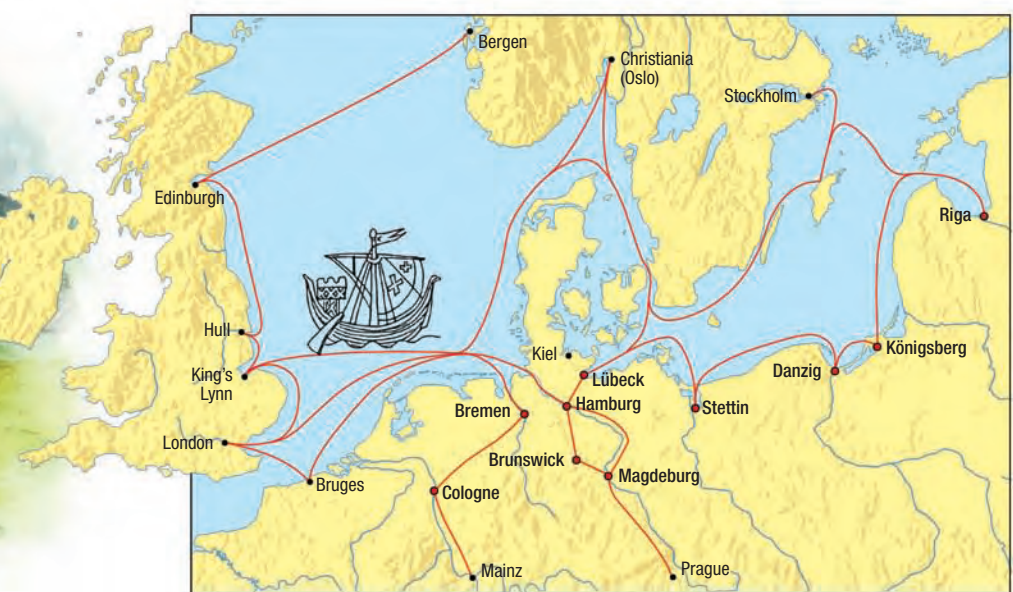 Bergen
Christiania
(Oslo)
Stockholm
Edinburgh
Riga
Hull
Kiel
Königsberg
King's
Lynn
Lübeck
Danzig
Hamburg
Bremen
Stettin
London
Brunswick
Magdeburg
Bruges
Cologne
Mainz
Prague